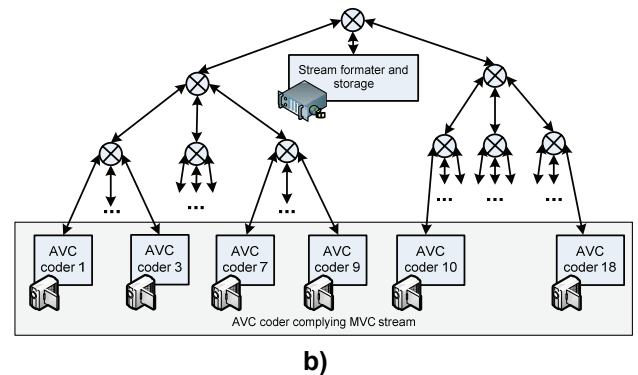 Stream formater and
storage
...
...
...
...
...
...
AVC
coder 1
AVC
coder 3
AVC
coder 7
AVC
coder 9
AVC
coder 10
AVC
coder 18
AVC coder complying MVC stream
b)